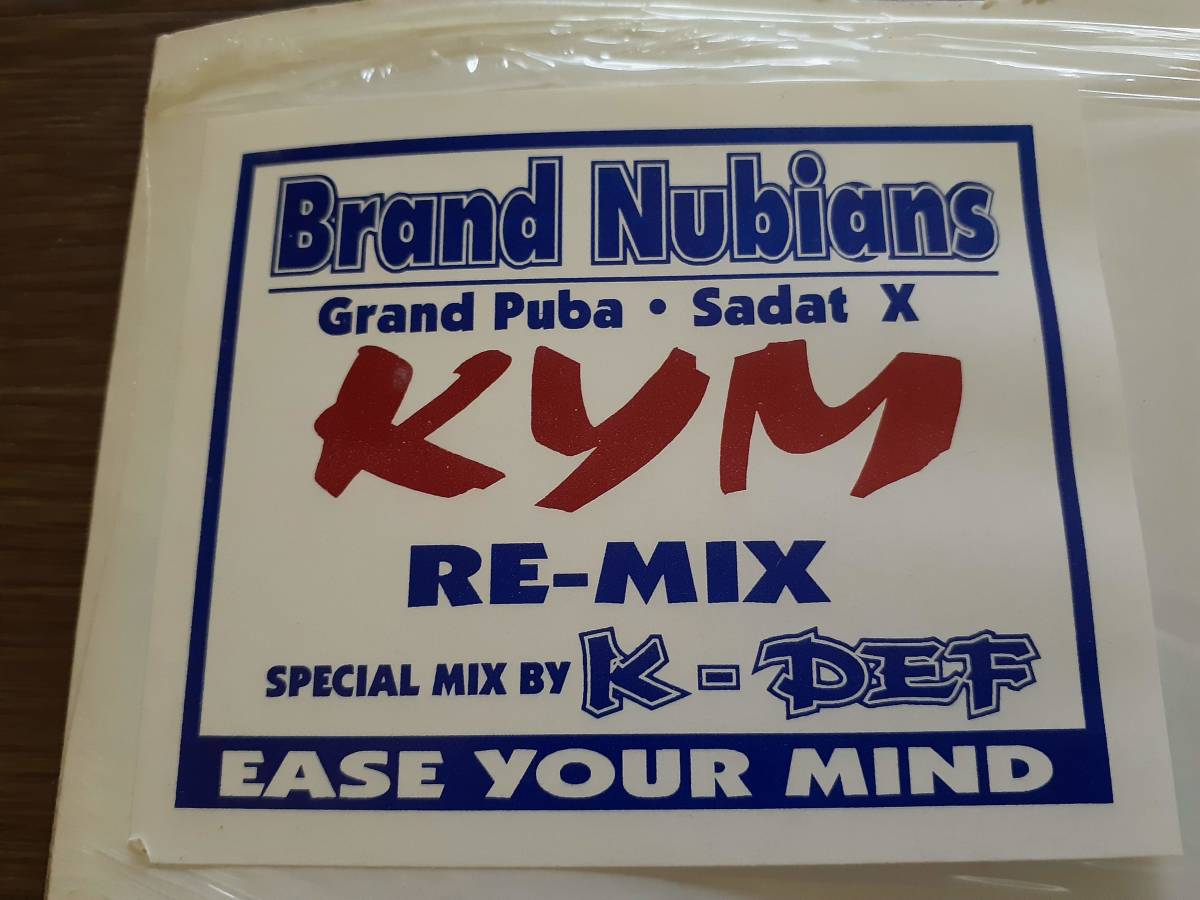 Brand Nubians
Grand Puba • Sadat X
KYM
RE-MIX
SPECIAL MIX BY K-DEF
EASE YOUR MIND